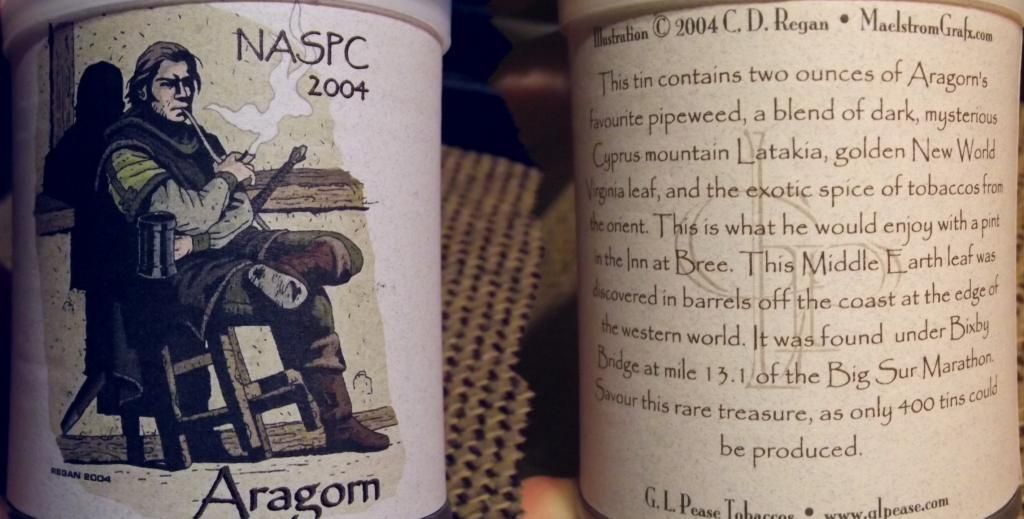 NASPC
2004
REGAN 2004
Aragorn
Illustration © 2004 C. D. Regan • MaelstromGrafx.com
This tin contains two ounces of Aragorn's
favourite pipeweed, a blend of dark, mysterious
Cyprus mountain Latakia, golden New World
Virginia leaf, and the exotic spice of tobaccos from
the orient. This is what he would enjoy with a pint
in the Inn at Bree. This Middle Earth leaf was
discovered in barrels off the coast at the edge of
the western world. It was found under Bixby
Bridge at mile 13.1 of the Big Sur Marathon.
Savour this rare treasure, as only 400 tins could
be produced.
G. L. Pease Tobaccos • www.glpease.com